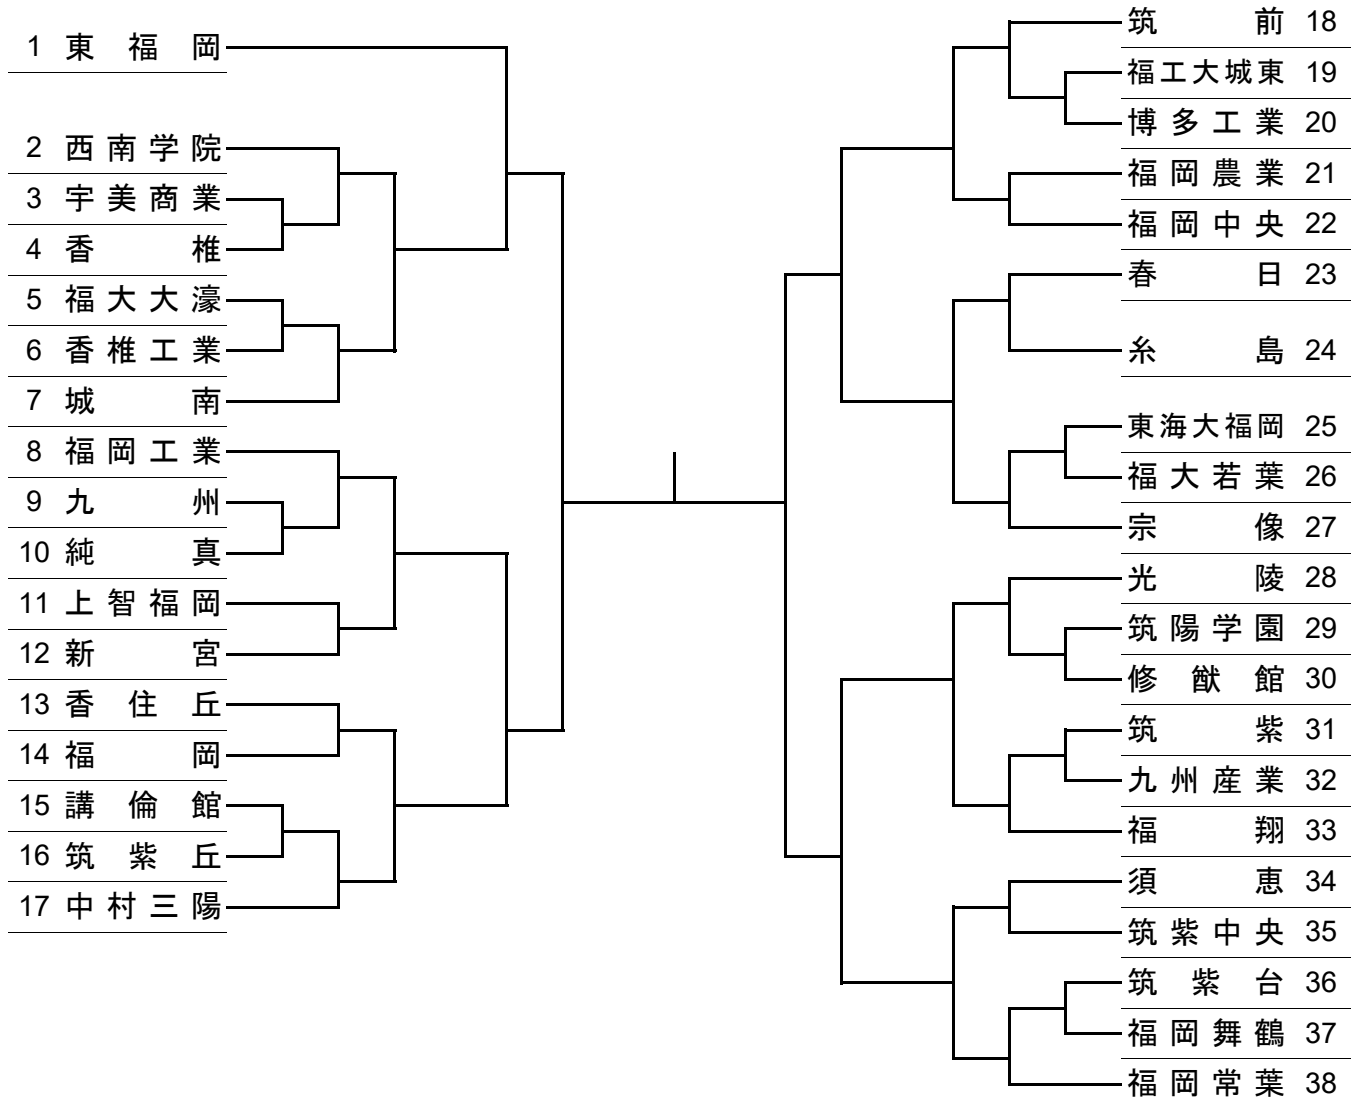 1 東福岡
2 西南学院
3 宇美商業
4 香椎
5 福大大濠
6 香椎工業
7 城南
8 福岡工業
9 九州
10 純真
11 上智福岡
12 新宮
13 香住丘
14 福岡
15 講倫館
16 筑紫丘
17 中村三陽
筑前 18
福工大城東 19
博多工業 20
福岡農業 21
福岡中央 22
春日 23
糸島 24
東海大福岡 25
福大若葉 26
宗像 27
光陵 28
筑陽学園 29
修猷館 30
筑紫 31
九州産業 32
福翔 33
須恵 34
筑紫中央 35
筑紫台 36
福岡舞鶴 37
福岡常葉 38